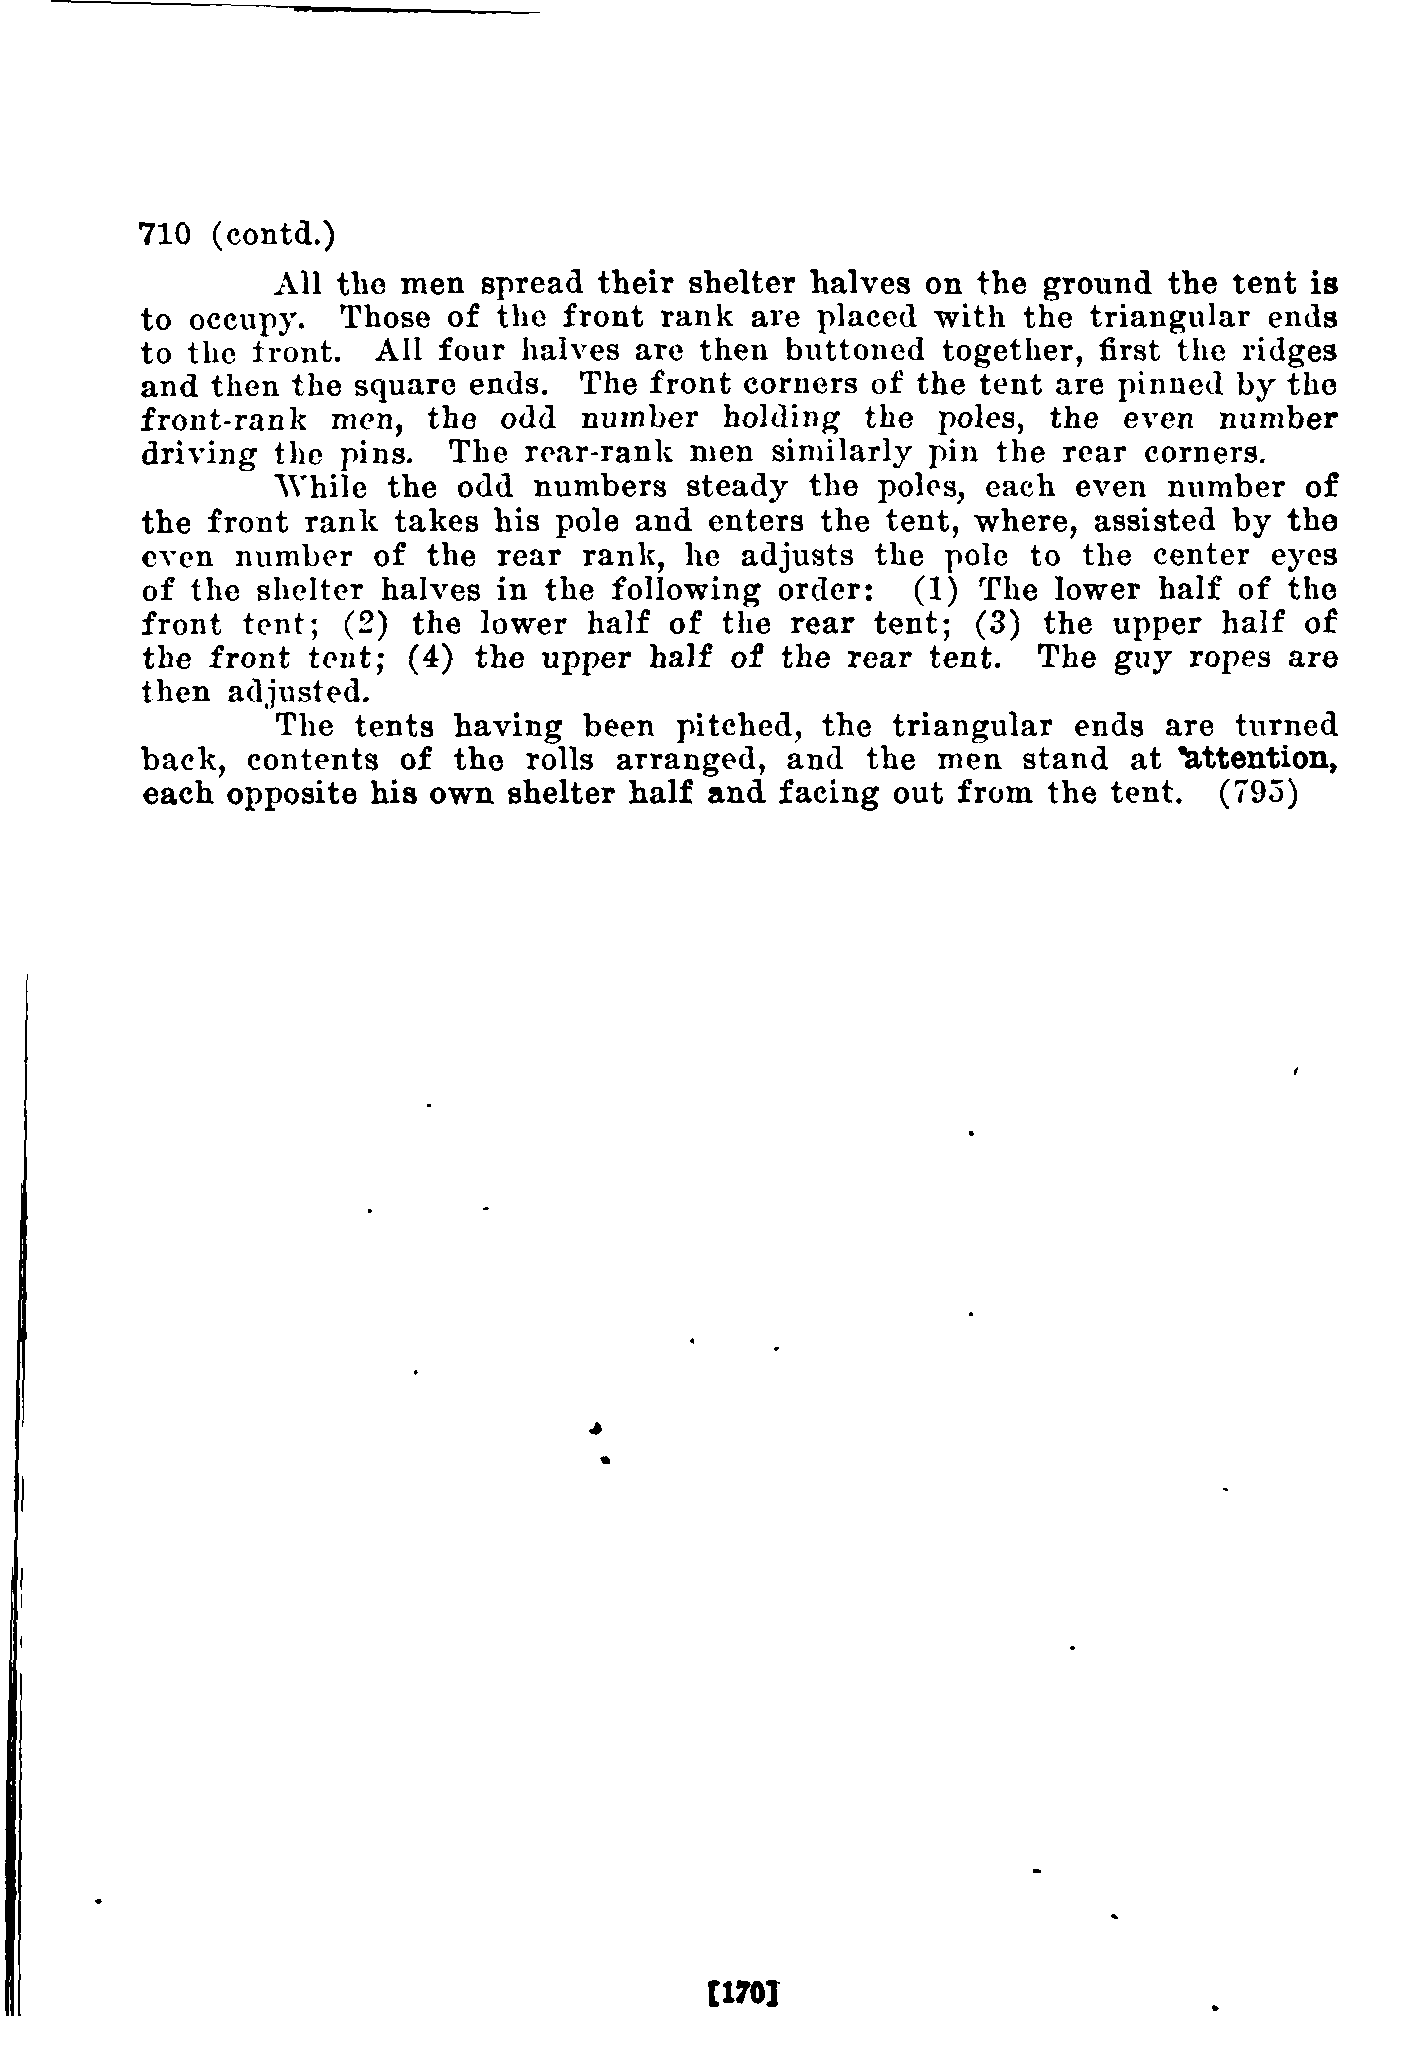 710 (contd.)
All the men spread their shelter halves on the ground the tent is
to occupy. Those of the front rank are placed with the triangular ends
to the front. All four halves are then buttoned together, first the ridges
and then the square ends. The front corners of the tent are pinned by the
front-rank men, the odd number holding the poles, the even number
driving the pins. The rear-rank men similarly pin the rear corners.
While the odd numbers steady the poles, each even number of
the front rank takes his pole and enters the tent, where, assisted by the
even number of the rear rank, he adjusts the pole to the center eyes
of the shelter halves in the following order: (1) The lower half of the
front tent; (2) the lower half of the rear tent; (3) the upper half of
the front tent; (4) the upper half of the rear tent. The guy ropes are
then adjusted.
The tents having been pitched, the triangular ends are turned
back, contents of the rolls arranged, and the men stand at attention,
each opposite his own shelter half and facing out from the tent. (795)
[170]